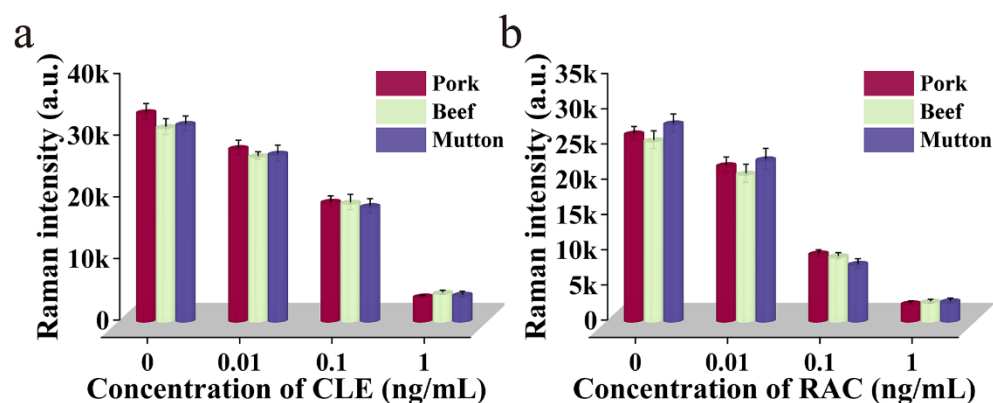 a
Raman intensity (a.u.)
40k
30k
20k
10k
0
Pork
Beef
Mutton
0 0.01 0.1 1
Concentration of CLE (ng/mL)
b
Raman intensity (a.u.)
35k
30k
25k
20k
15k
10k
5k
0
Pork
Beef
Mutton
0 0.01 0.1 1
Concentration of RAC (ng/mL)